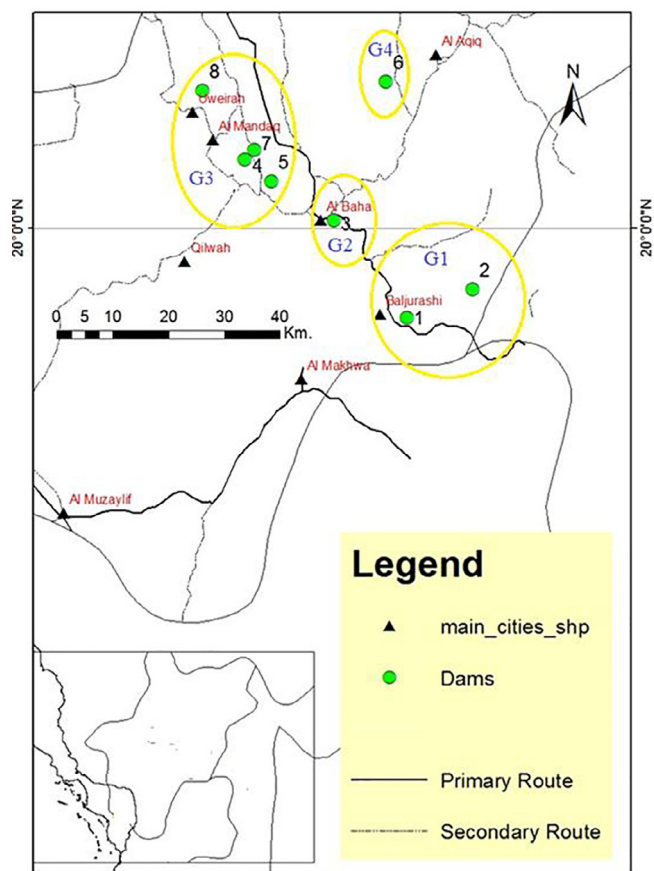 G4
Al Aqiq
6
8
Uweirah
N
Al Mandaq
7
4
5
G3
Al Baha
3
20°0'0"N
20°0'0"N
G2
Qilwah
G1
2
Baljurashi
1
0 5 10 20 30 40
Km.
Al Makhwa
Al Muzaylif
Legend
main_cities_shp
Dams
Primary Route
Secondary Route